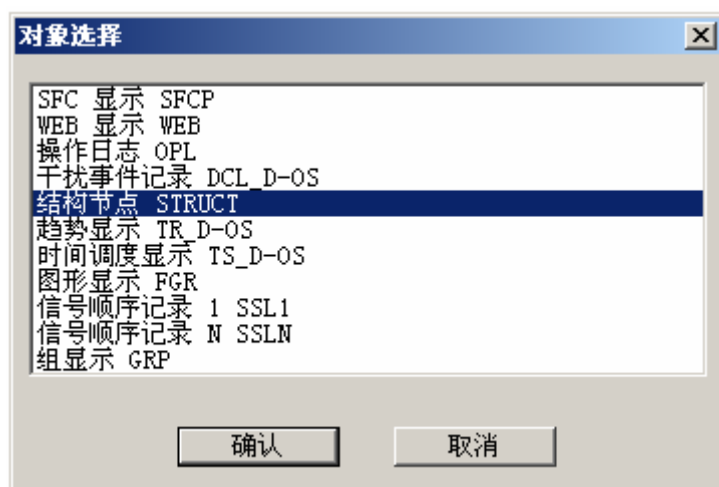 对象选择
SFC 显示 SFCP
WEB 显示 WEB
操作日志 OPL
干扰事件记录 DCL_D-OS
结构节点 STRUCT
趋势显示 TR_D-OS
时间调度显示 TS_D-OS
图形显示 FGR
信号顺序记录 1 SSL1
信号顺序记录 N SSLN
组显示 GRP
确认 取消